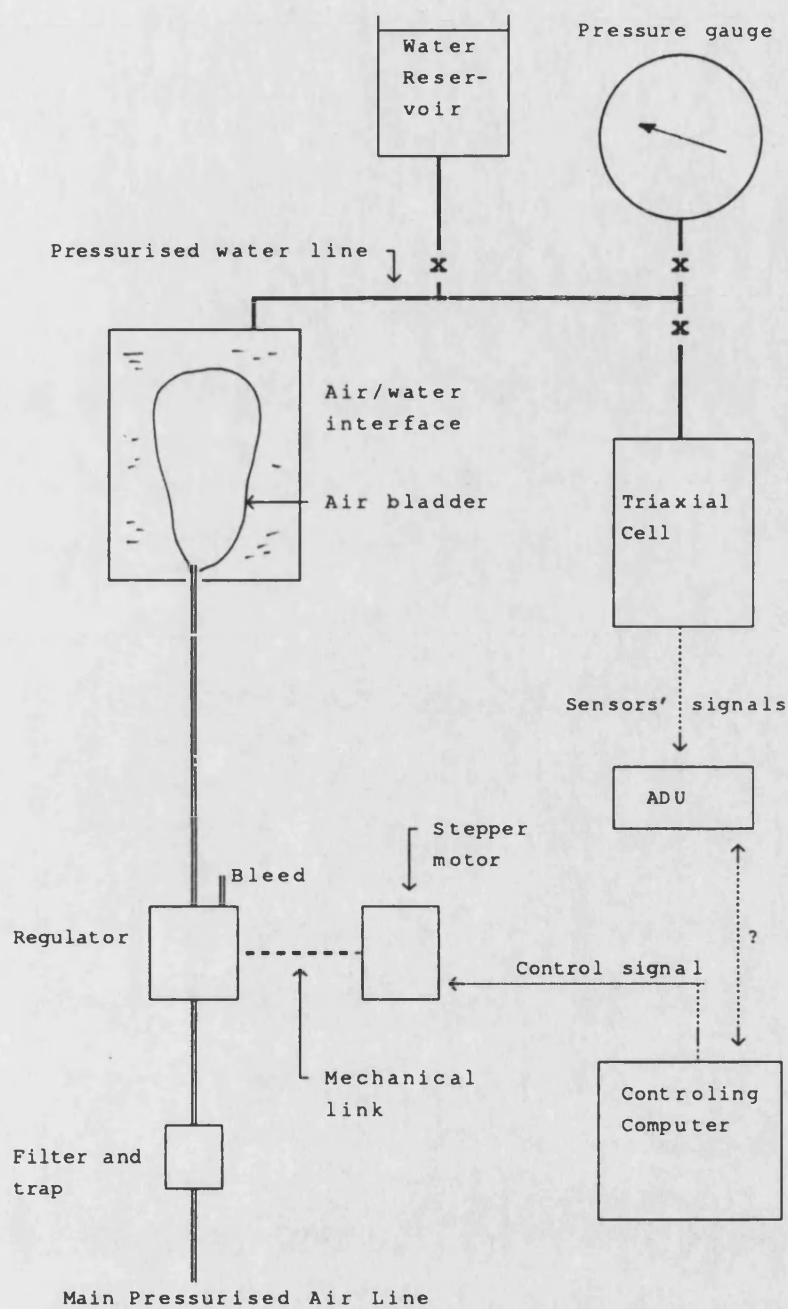 Water
Reser-
voir
Pressure gauge
Pressurised water line
x
x
x
Air/water
interface
Air bladder
Triaxial
Cell
Sensors' signals
ADU
Stepper
motor
Bleed
Regulator
?
Control signal
Mechanical
link
Controling
Computer
Filter and
trap
Main Pressurised Air Line